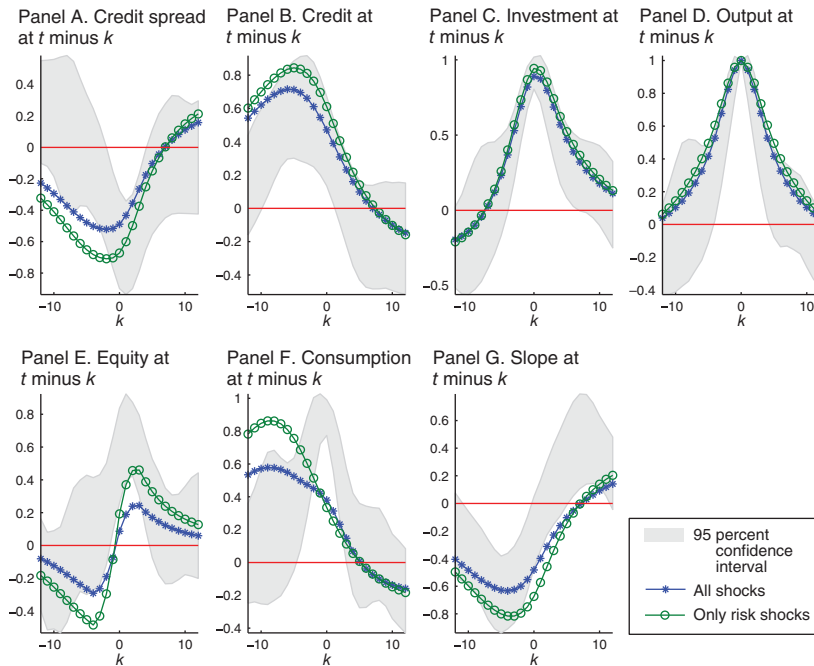 Panel A. Credit spread
at t minus k
Panel B. Credit at
t minus k
Panel C. Investment at
t minus k
Panel D. Output at
t minus k
0.4
0.2
0
−0.2
−0.4
−0.6
−0.8
−10
0
10
k
0.8
0.6
0.4
0.2
0
−0.2
−0.4
−10
0
10
k
1
0.5
0
−0.5
−10
0
10
k
1
0.8
0.6
0.4
0.2
0
−0.2
−0.4
−10
0
10
k
Panel E. Equity at
t minus k
Panel F. Consumption
at t minus k
Panel G. Slope at
t minus k
0.8
0.6
0.4
0.2
0
−0.2
−0.4
−10
0
10
k
1
0.8
0.6
0.4
0.2
0
−0.2
−0.4
−10
0
10
k
0.6
0.4
0.2
0
−0.2
−0.4
−0.6
−0.8
−10
0
10
k
95 percent
confidence
interval
All shocks
Only risk shocks